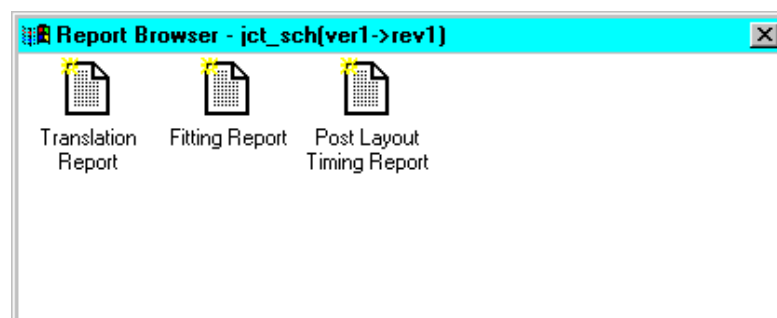 Report Browser - jct_sch(ver1->rev1)
Translation Report
Fitting Report
Post Layout Timing Report